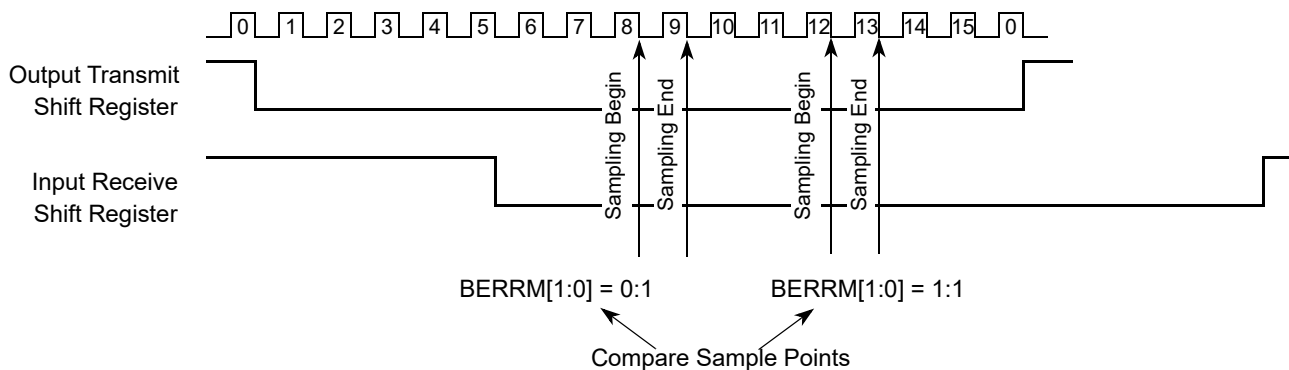 0 1 2 3 4 5 6 7 8 9 10 11 12 13 14 15 0
Output Transmit
Shift Register
Input Receive
Shift Register
Sampling Begin
Sampling End
Sampling Begin
Sampling End
BERRM[1:0] = 0:1
BERRM[1:0] = 1:1
Compare Sample Points